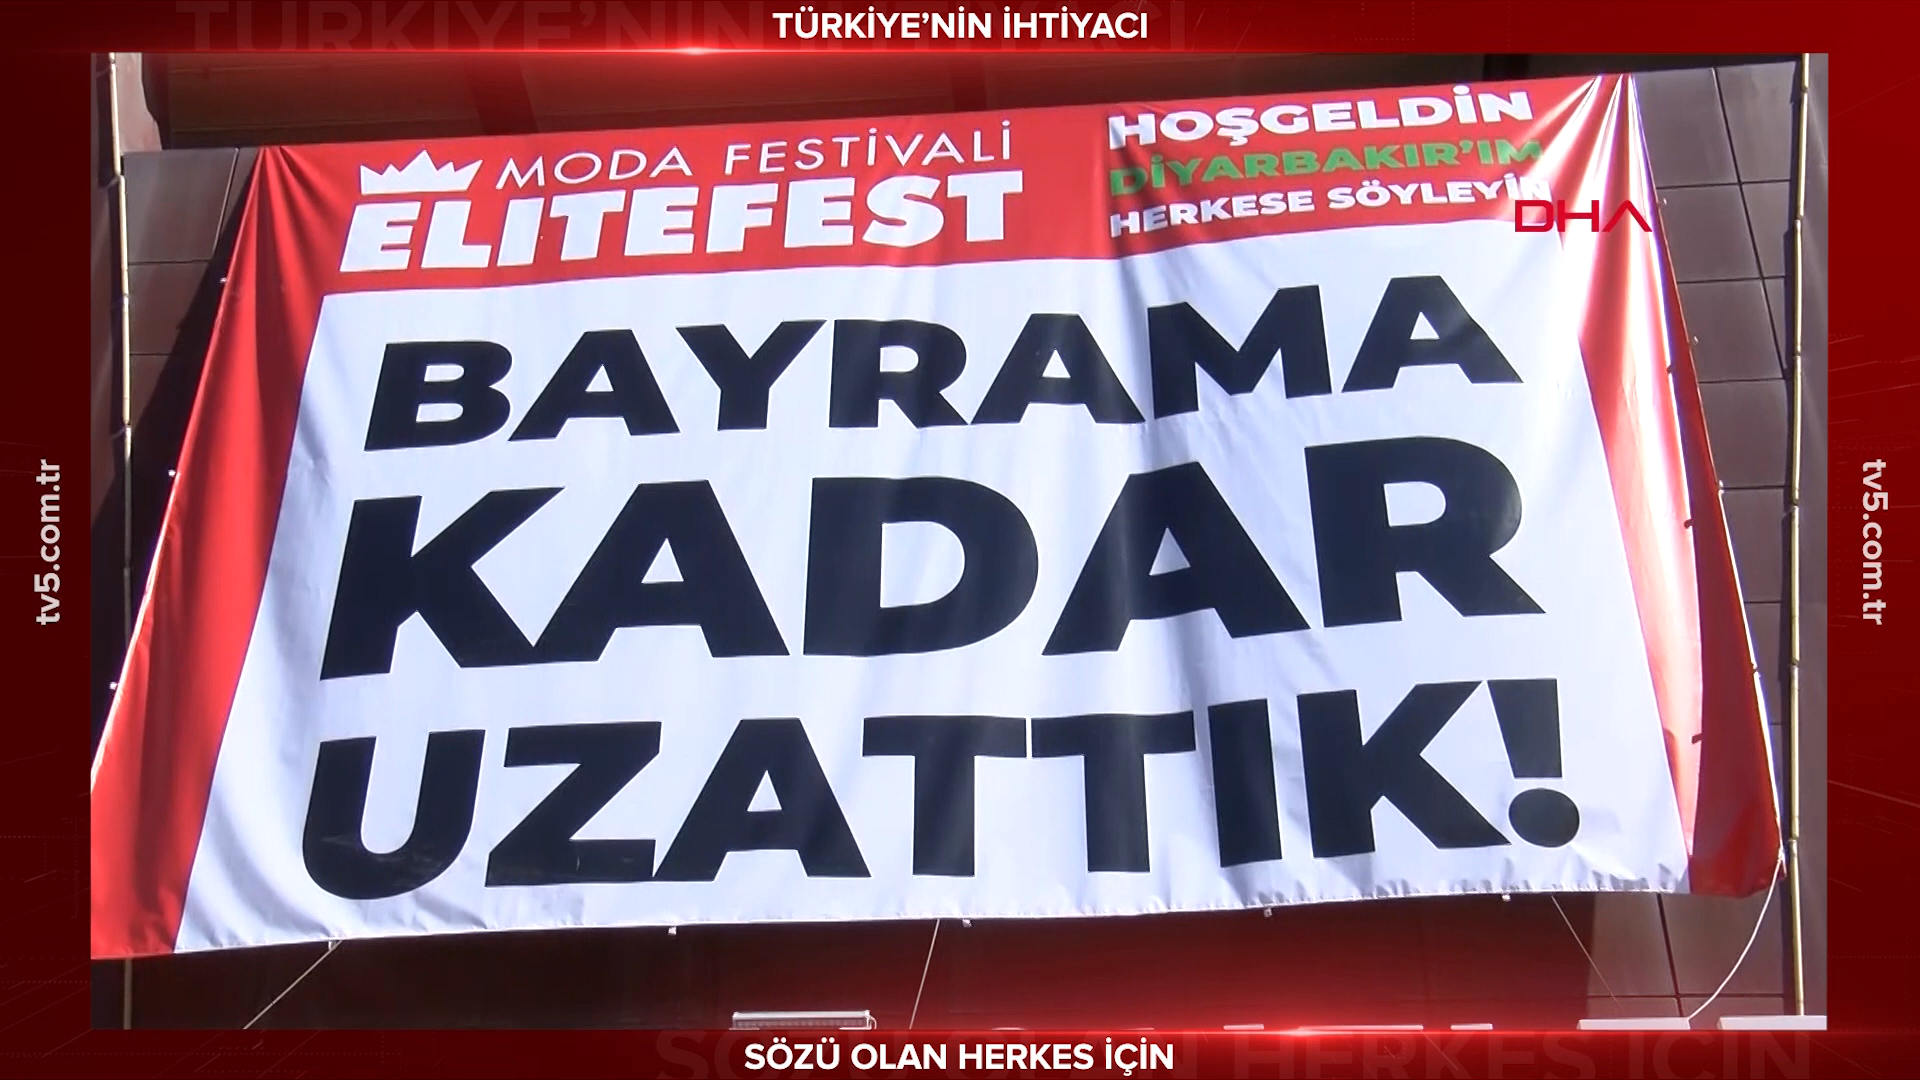 TÜRKİYE'NİN İHTİYACI
MODA FESTİVALİ
ELITEFEST
HOŞGELDİN
DİYARBAKIR'IM
HERKESE SÖYLEYİN
DHA
BAYRAMA
KADAR
UZATTIK!
tv5.com.tr
tv5.com.tr
SÖZÜ OLAN HERKES İÇİN